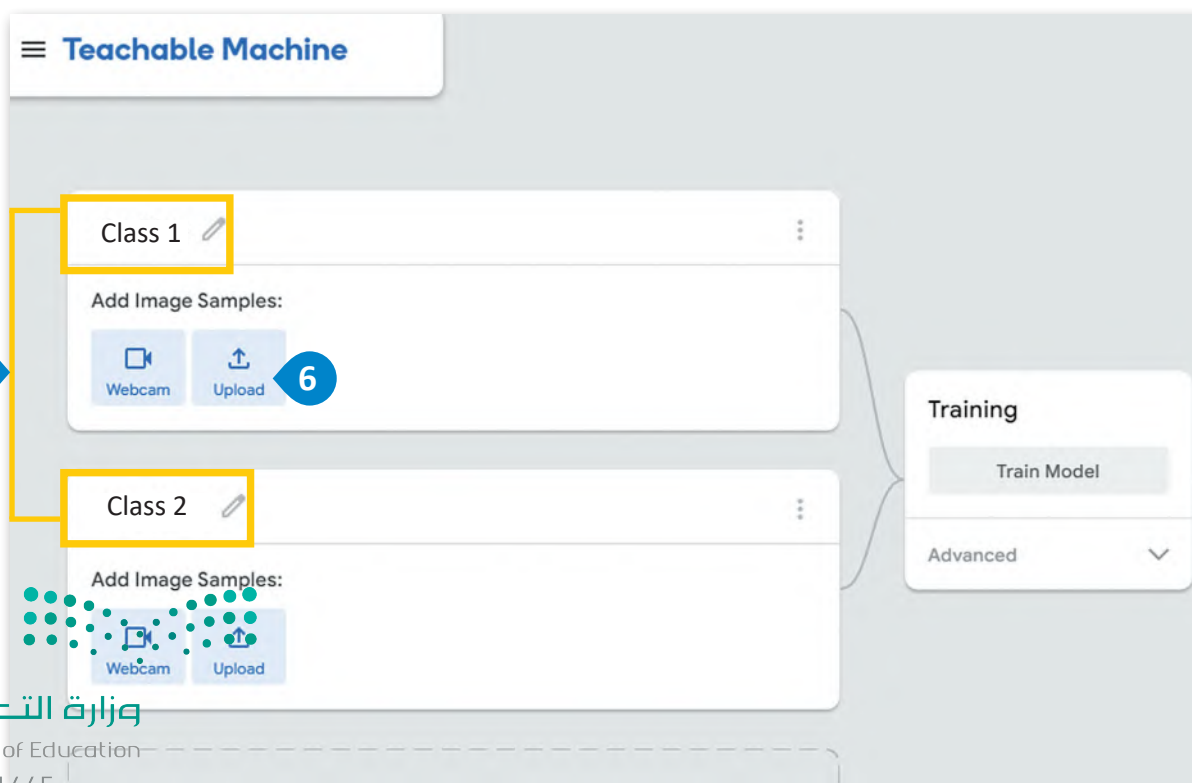 Teachable Machine
Class 1
Add Image Samples:
Webcam
Upload
6
Class 2
Add Image Samples:
Webcam
Upload
Training
Train Model
Advanced
وزارة
of Education